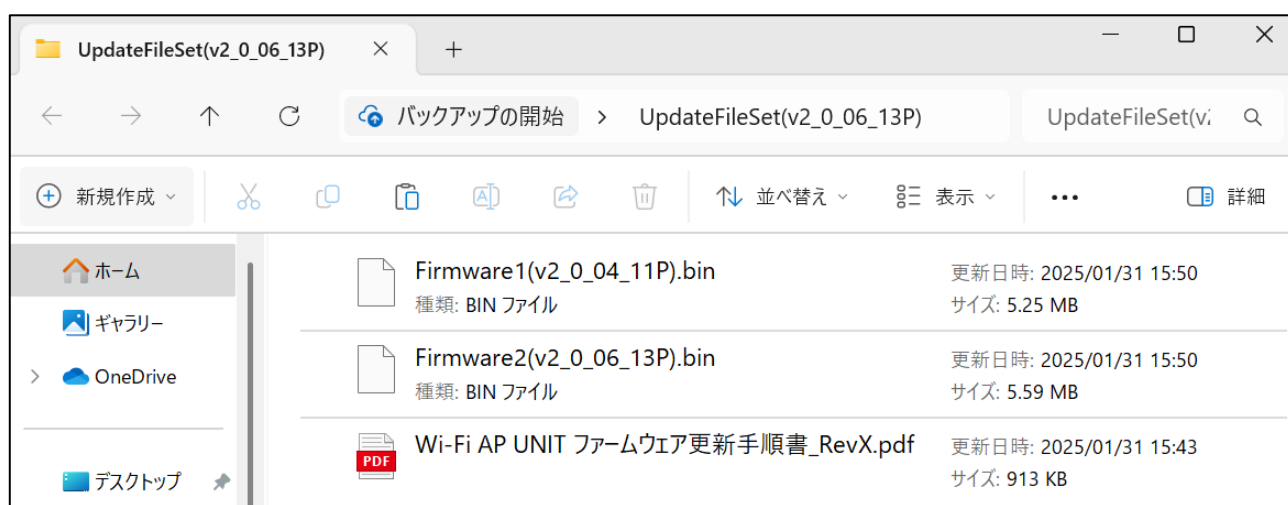 UpdateFileSet(v2_0_06_13P)
バックアップの開始 > UpdateFileSet(v2_0_06_13P)
UpdateFileSet(v2
新規作成
並べ替え
表示
詳細
ホーム
ギャラリー
OneDrive
デスクトップ
Firmware1(v2_0_04_11P).bin
種類: BIN ファイル
更新日時: 2025/01/31 15:50
サイズ: 5.25 MB
Firmware2(v2_0_06_13P).bin
種類: BIN ファイル
更新日時: 2025/01/31 15:50
サイズ: 5.59 MB
PDF
Wi-Fi AP UNIT ファームウェア更新手順書_RevX.pdf
更新日時: 2025/01/31 15:43
サイズ: 913 KB